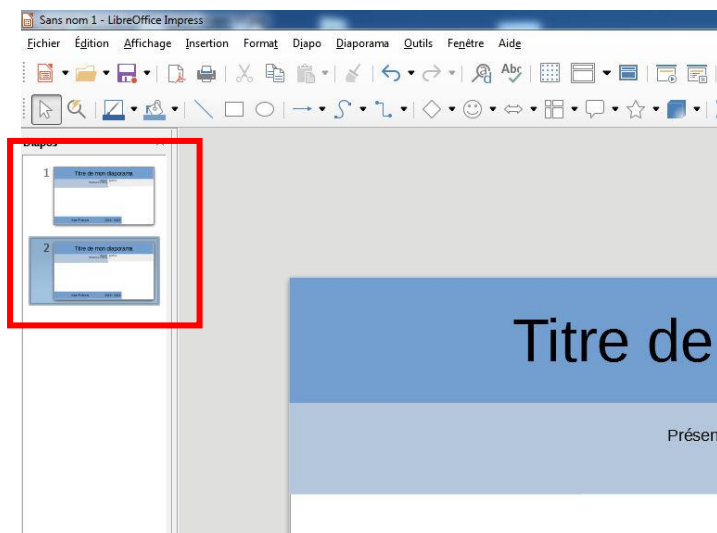 Sans nom 1 - LibreOffice Impress
Fichier Édition Affichage Insertion Format Diapo Diaporama Outils Fenêtre Aide
Abc
Diapos
1
Titre de mon diaporama
2
Titre de mon diaporama
Titre de
Présen